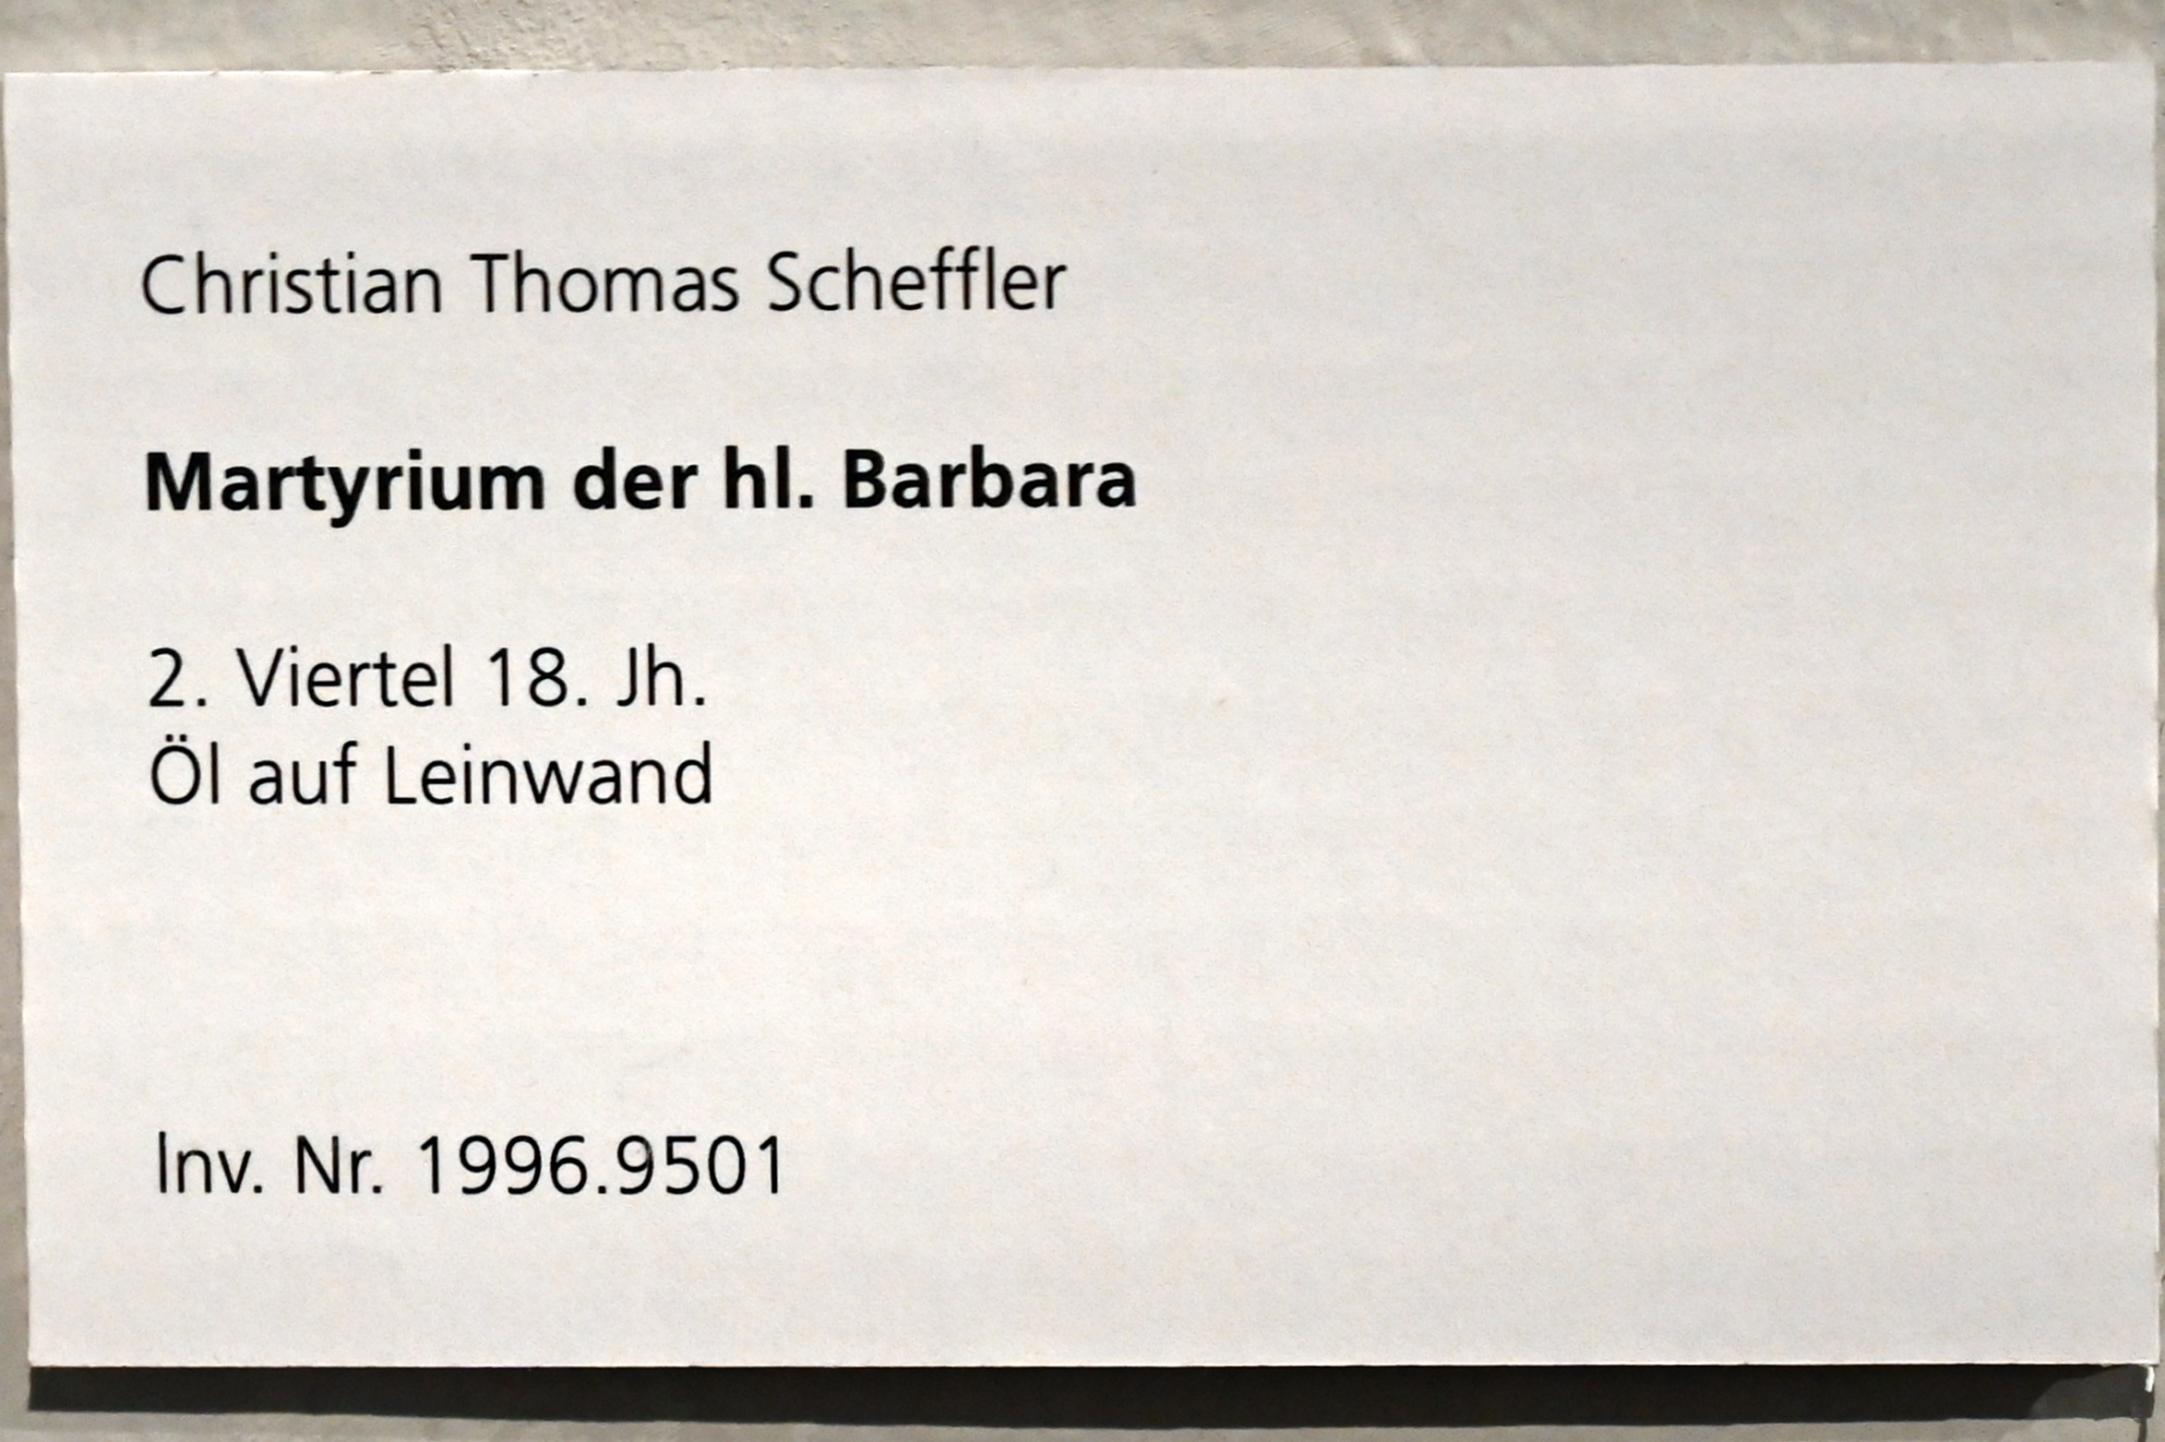 Christian Thomas Scheffler
Martyrium der hl. Barbara
2. Viertel 18. Jh.
Öl auf Leinwand
Inv. Nr. 1996.9501